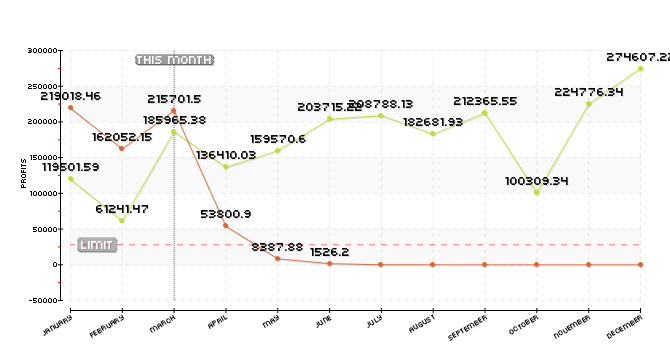 300000
250000
200000
150000
100000
50000
0
-50000
PROFITS
THIS MONTH
LIMIT
219018.46
162052.15
215701.5
53800.9
8387.88
1526.2
119501.59
61241.47
185965.38
136410.03
159570.6
203715.22
208788.13
182681.93
212365.55
100309.34
224776.34
JANUARY
FEBRUARY
MARCH
APRIL
MAY
JUNE
JULY
AUGUST
SEPTEMBER
OCTOBER
NOVEMBER
DECEMBER